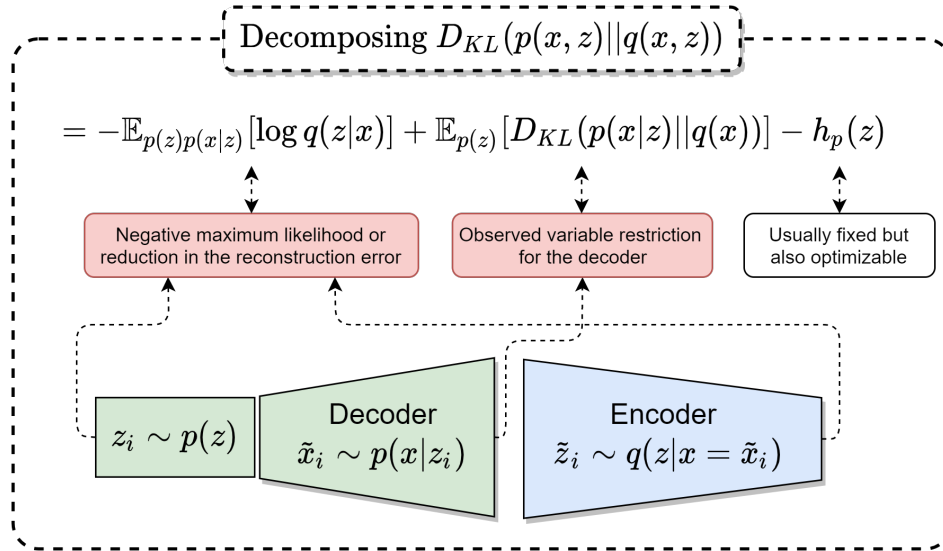 Decomposing $D_{KL}(p(x,z)||q(x,z))$
$= -\mathbb{E}_{p(z)p(x|z)}[\log q(z|x)] + \mathbb{E}_{p(z)}[D_{KL}(p(x|z)||q(x))] - h_p(z)$
Negative maximum likelihood or
reduction in the reconstruction error
Observed variable restriction
for the decoder
Usually fixed but
also optimizable
$z_i \sim p(z)$
Decoder
$\tilde{x}_i \sim p(x|z_i)$
Encoder
$\tilde{z}_i \sim q(z|x = \tilde{x}_i)$